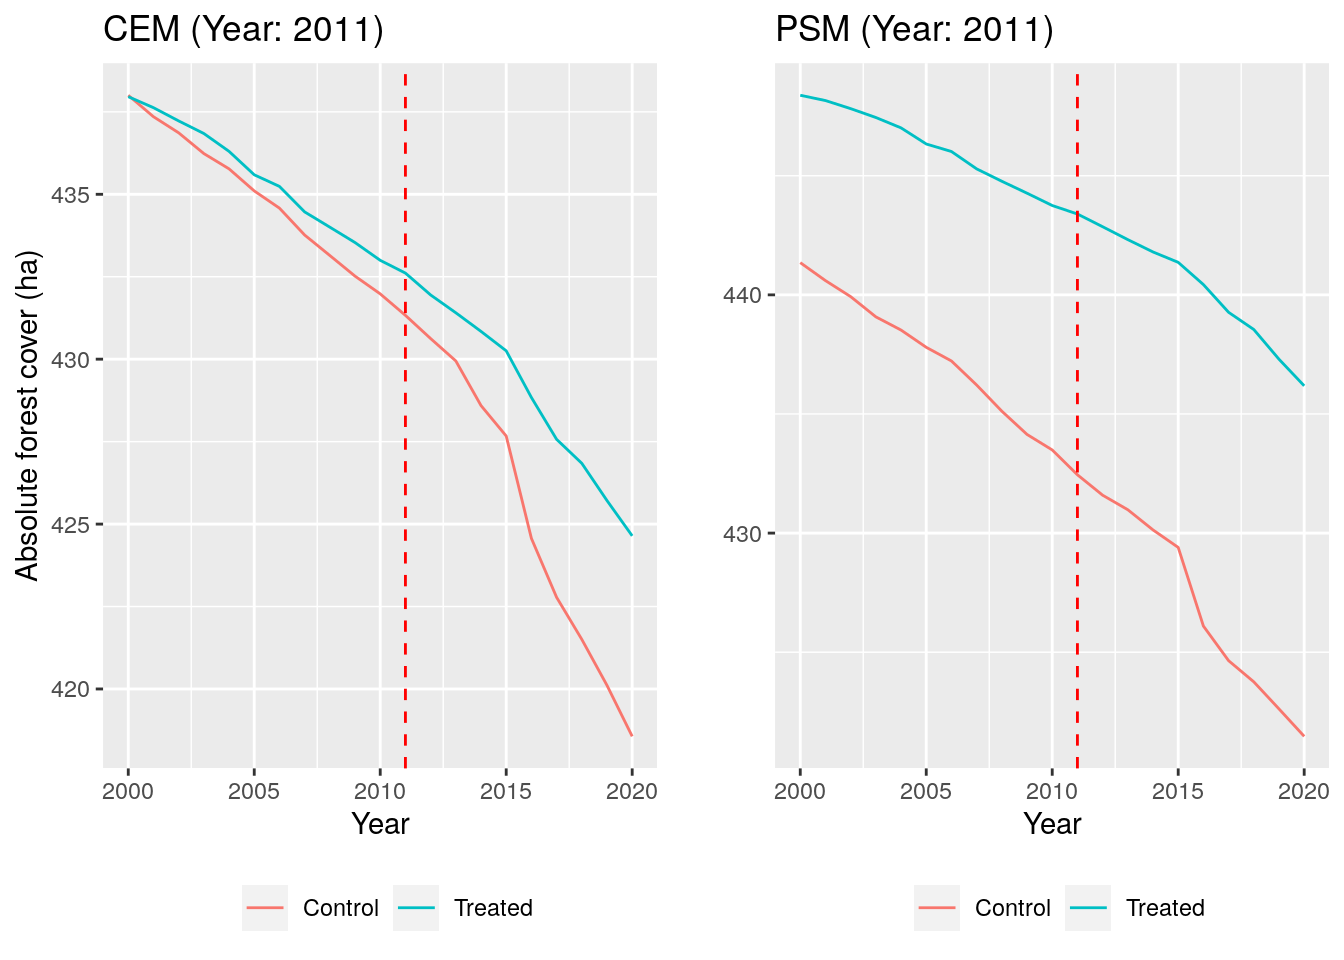 CEM (Year: 2011)
Absolute forest cover (ha)
435
430
425
420
2000 2005 2010 2015 2020
Year
Control Treated
PSM (Year: 2011)
440
430
2000 2005 2010 2015 2020
Year
Control Treated